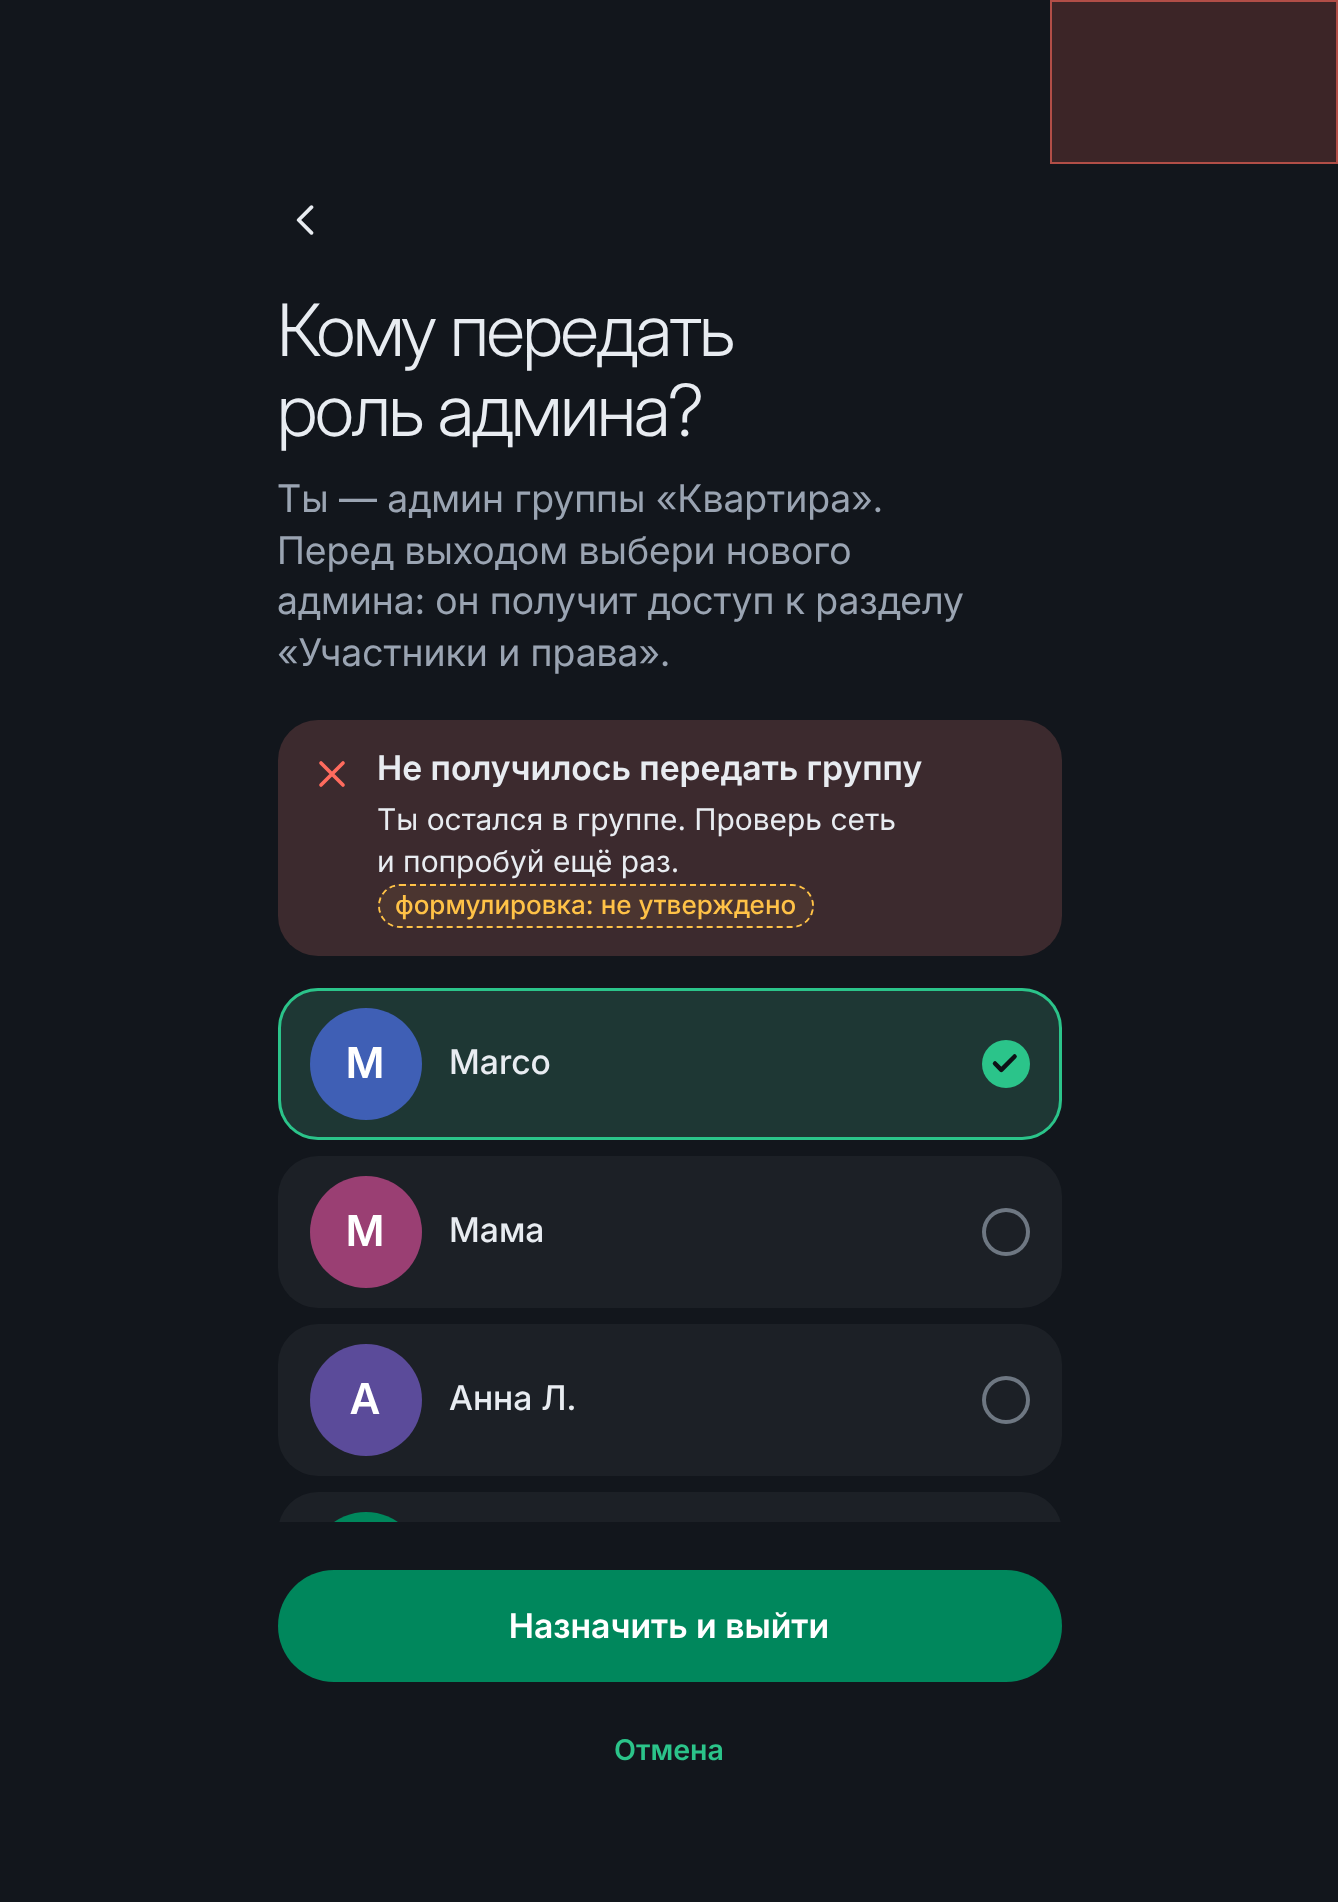 Кому передать
роль админа?
Ты — админ группы «Квартира».
Перед выходом выбери нового
админа: он получит доступ к разделу
«Участники и права».
Не получилось передать группу
Ты остался в группе. Проверь сеть
и попробуй ещё раз.
формулировка: не утверждено
M Marco
М Мама
А Анна Л.
Назначить и выйти
Отмена